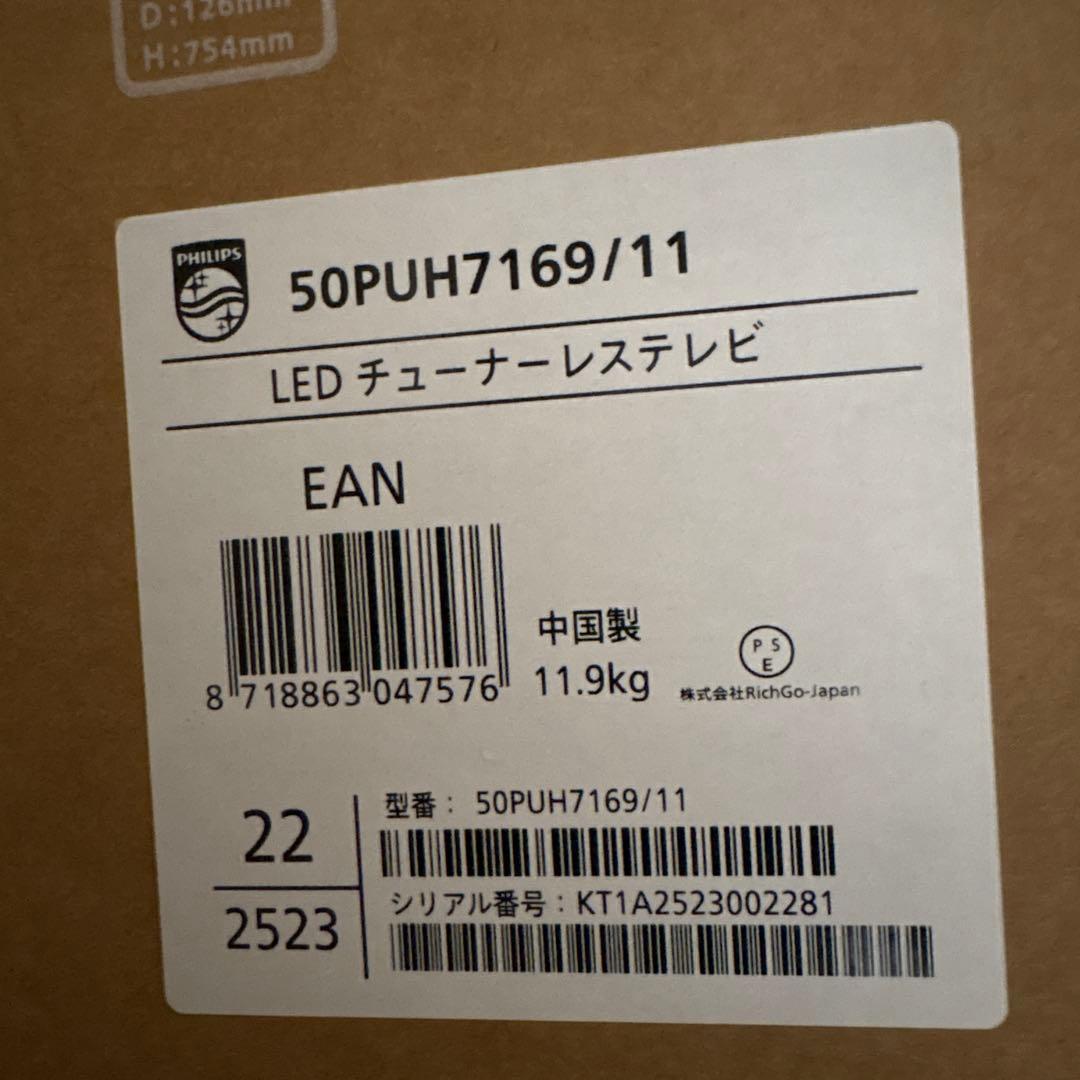 D:126mm
H:754mm
PHILIPS
50PUH7169/11
LED チューナーレステレビ
EAN
8 718863 047576
中国製
11.9kg
P S
E
株式会社RichGo-Japan
22
2523
型番： 50PUH7169/11
シリアル番号：KT1A2523002281